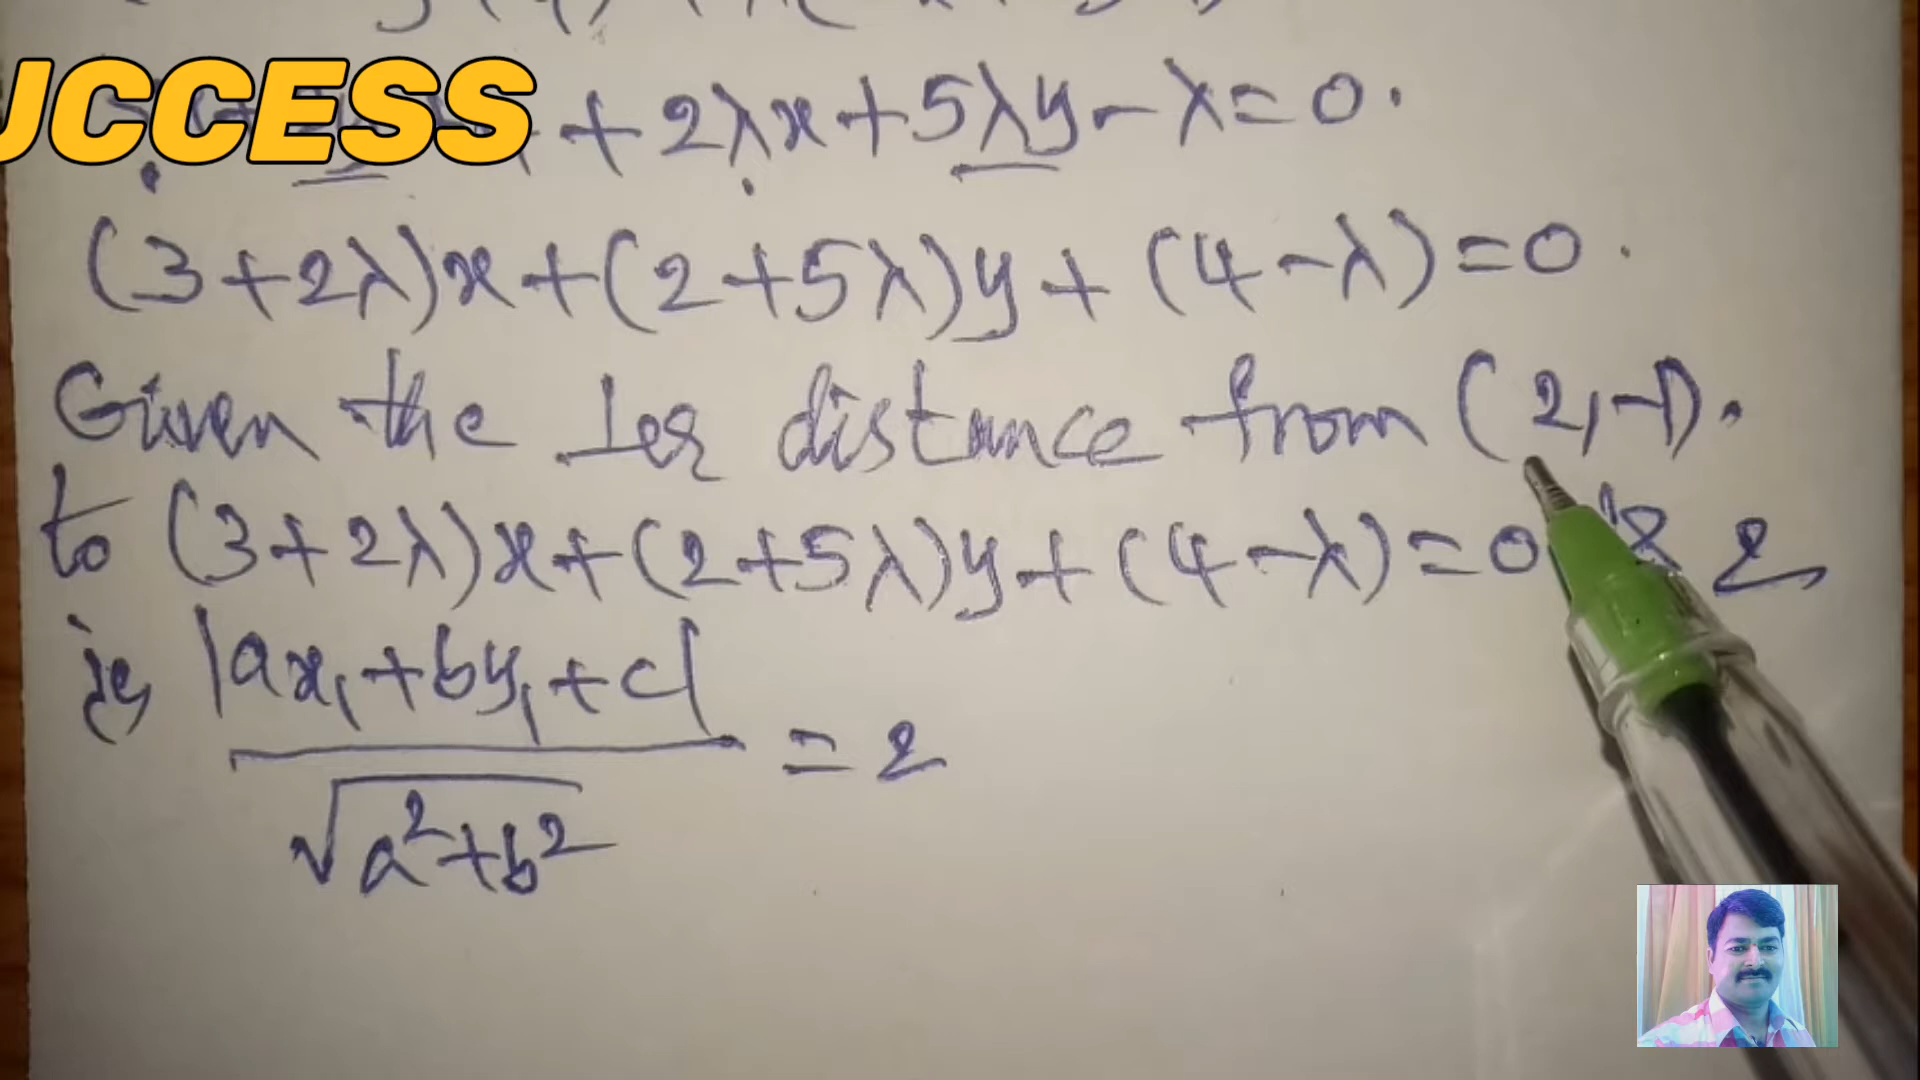 UCCESS
+ 2λx + 5λy - λ = 0.
(3+2λ)x + (2+5λ)y + (4-λ) = 0.
Given the ⊥er distance from (2,-1).
to (3+2λ)x + (2+5λ)y + (4-λ) = 0 2
is |ax₁+by₁+c|
= 2
√a²+b²